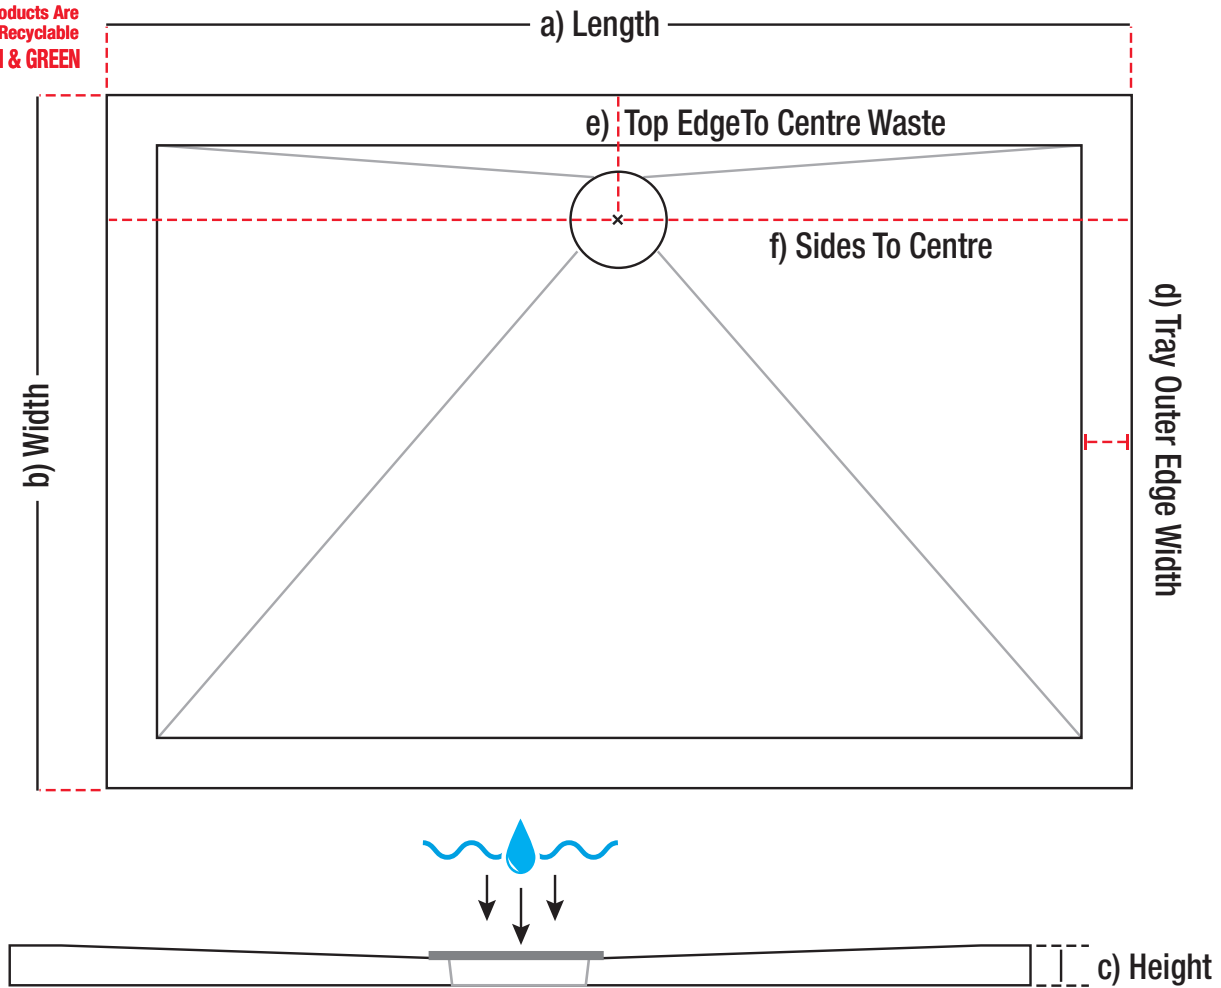 oducts Are
Recyclable
& GREEN
a) Length
e) Top EdgeTo Centre Waste
f) Sides To Centre
b) Width
d) Tray Outer Edge Width
c) Height